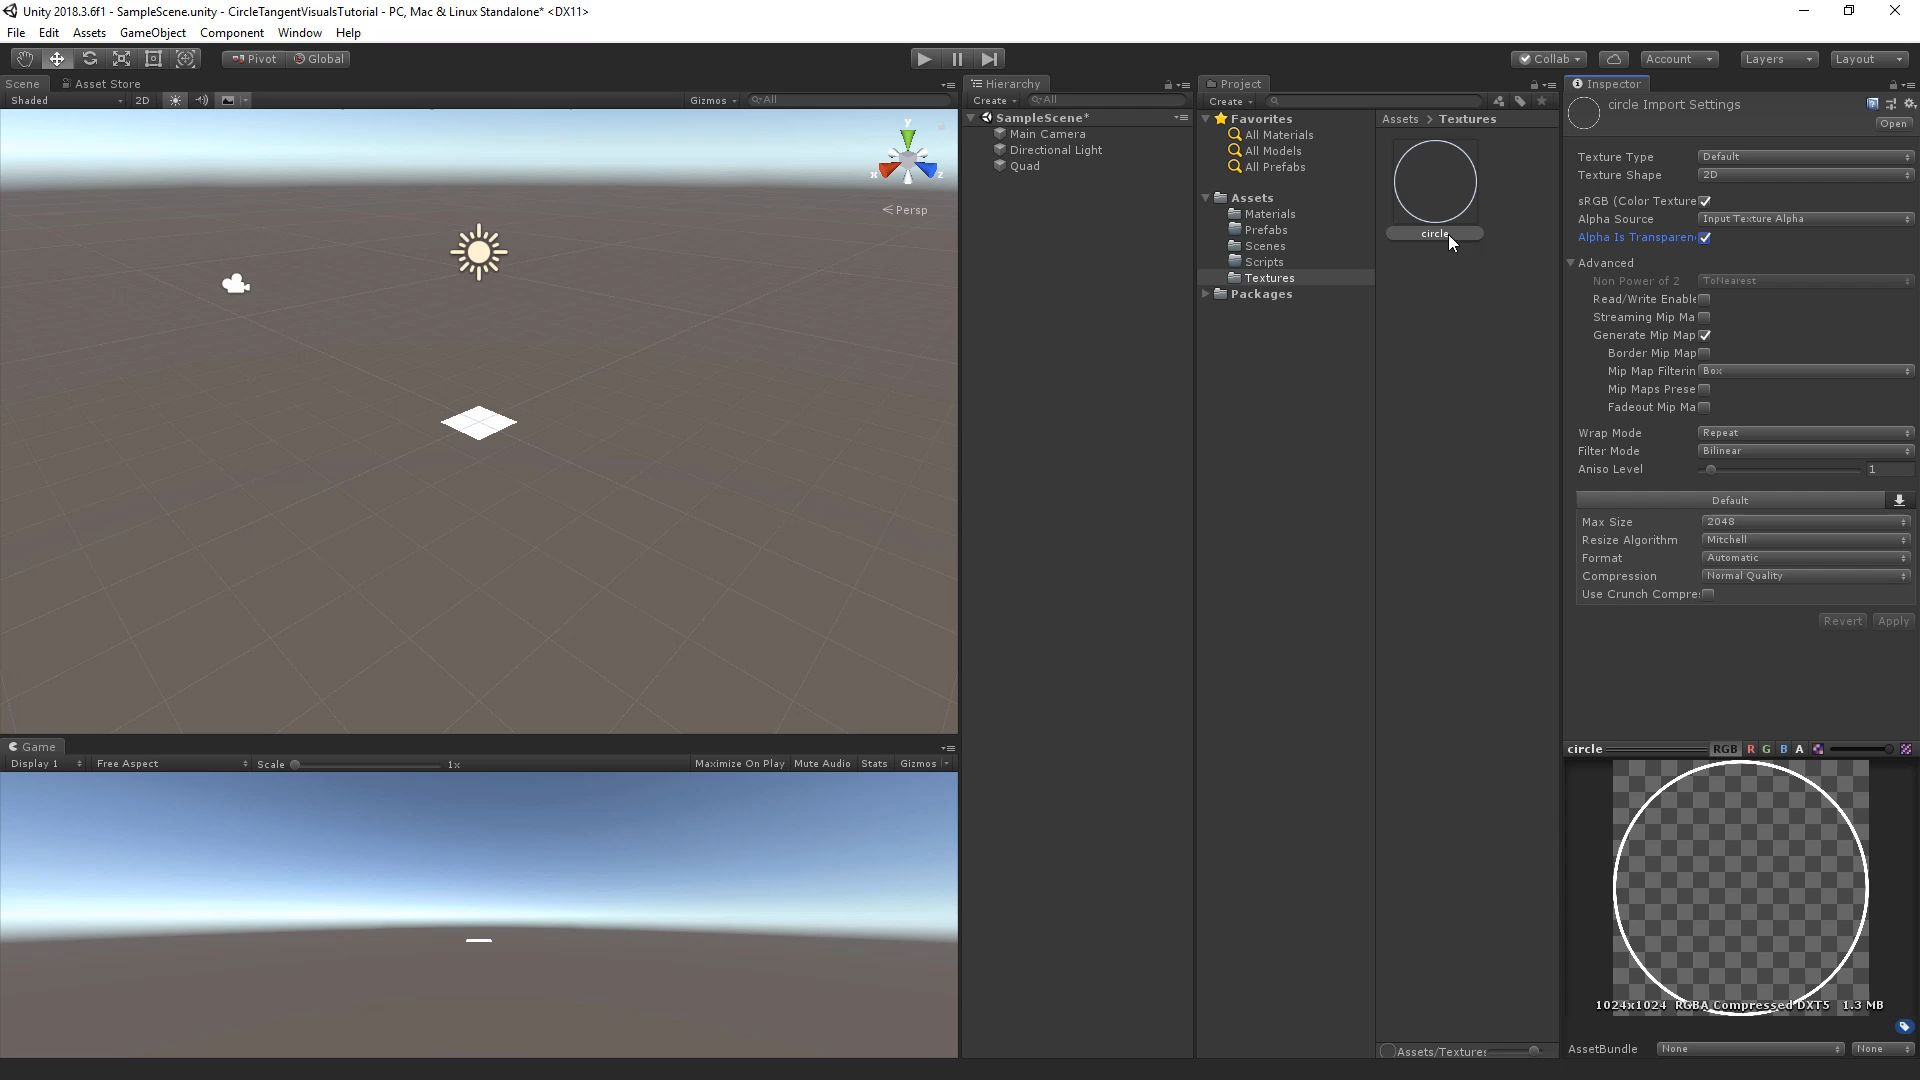 Unity 2018.3.6f1 - SampleScene.unity - CircleTangentVisualsTutorial - PC, Mac & Linux Standalone* <DX11>
File Edit Assets GameObject Component Window Help
Pivot Global Collab Account Layers Layout
Scene Asset Store
Shaded 2D Gizmos All
y
x z
Persp
Game
Display 1 Free Aspect Scale 1x Maximize On Play Mute Audio Stats Gizmos
Hierarchy
Create All
SampleScene*
Main Camera
Directional Light
Quad
Project
Create
Favorites
All Materials
All Models
All Prefabs
Assets
Materials
Prefabs
Scenes
Scripts
Textures
Packages
Assets > Textures
circle
Assets/Textures
Inspector
circle Import Settings
Open
Texture Type Default
Texture Shape 2D
sRGB (Color Texture
Alpha Source Input Texture Alpha
Alpha Is Transparen
Advanced
Non Power of 2 ToNearest
Read/Write Enable
Streaming Mip Ma
Generate Mip Map
Border Mip Map
Mip Map Filterin Box
Mip Maps Prese
Fadeout Mip Ma
Wrap Mode Repeat
Filter Mode Bilinear
Aniso Level 1
Default
Max Size 2048
Resize Algorithm Mitchell
Format Automatic
Compression Normal Quality
Use Crunch Compre
Revert Apply
circle RGB R G B A
1024x1024 RGBA Compressed DXT5 1.3 MB
AssetBundle None None